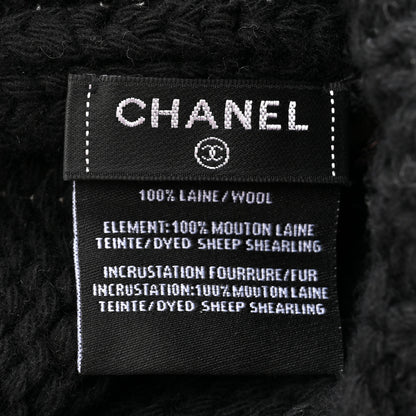 CHANEL
100% LAINE/WOOL
ELEMENT:100% MOUTON LAINE
TEINTE/DYED SHEEP SHEARLING
INCRUSTATION FOURRURE/FUR
INCRUSTATION:100% MOUTON LAINE
TEINTE/DYED SHEEP SHEARLING